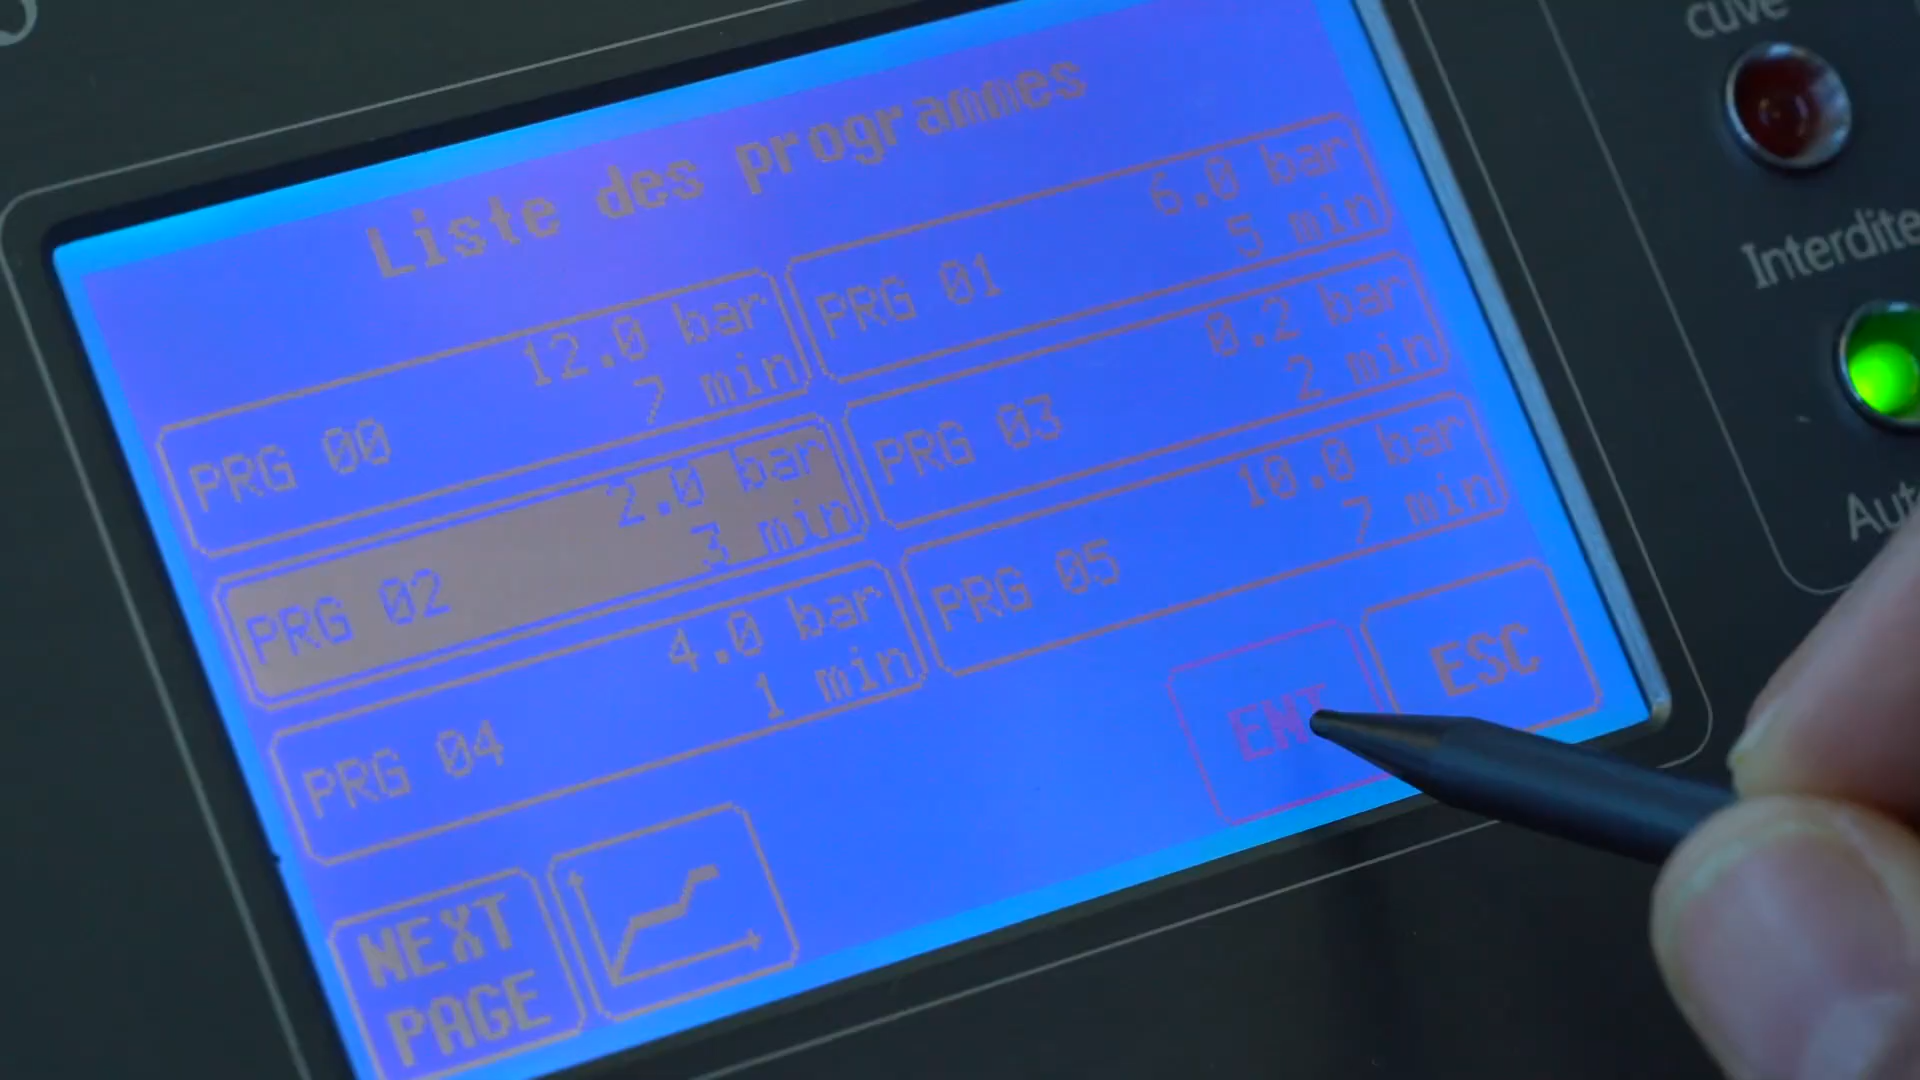 Liste des programmes
PRG 00 12.0 bar
7 min
PRG 01 6.0 bar
5 min
PRG 02 2.0 bar
3 min
PRG 03 0.2 bar
2 min
PRG 04 4.0 bar
1 min
PRG 05 10.0 bar
7 min
NEXT
PAGE
ENT
ESC
cuve
Interdite